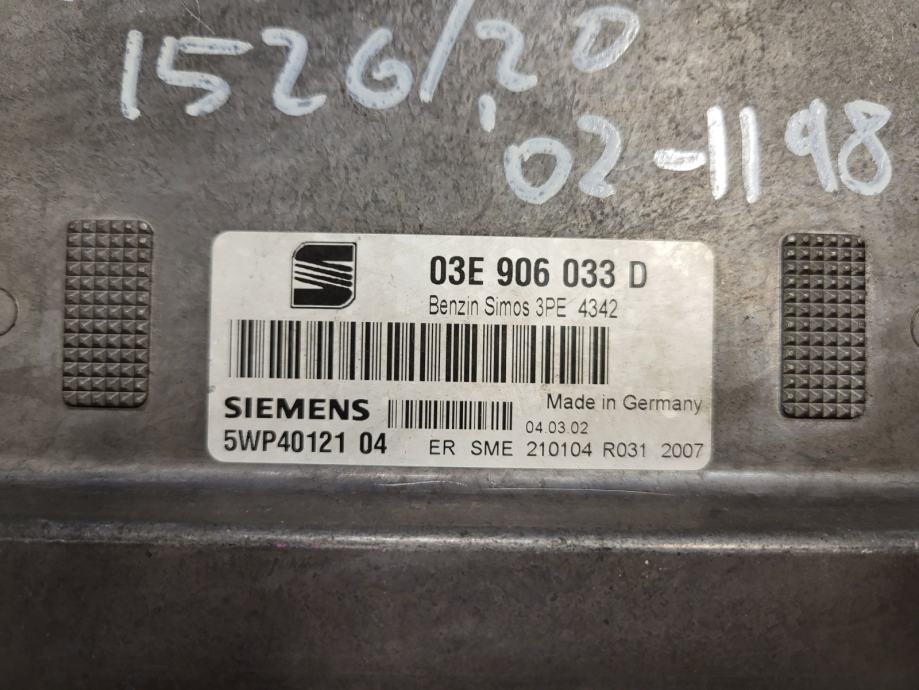 1526/20
02-1198
03E 906 033 D
Benzin Simos 3PE 4342
SIEMENS
Made in Germany
04.03.02
5WP40121 04
ER SME 210104 R031 2007